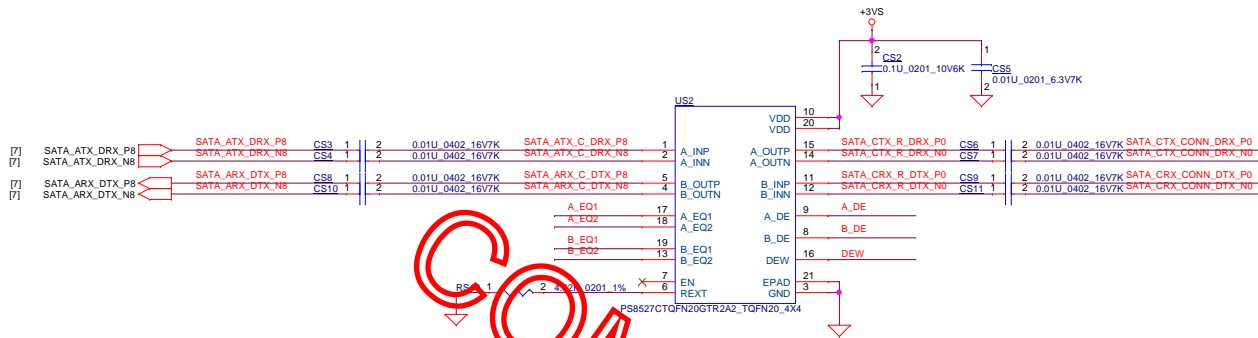 +3VS
2 CS2 0.1U_0201_10V6K 1
1 CS5 0.01U_0201_6.3V7K 2
US2
VDD 10
VDD 20
[7] SATA_ATX_DRX_P8 SATA_ATX_DRX_P8 CS3 1 2 0.01U_0402_16V7K SATA_ATX_C_DRX_P8 1 A_INP A_OUTP 15 SATA_CTX_R_DRX_P0 CS6 1 2 0.01U_0402_16V7K SATA_CTX_CONN_DRX_P0
[7] SATA_ATX_DRX_N8 SATA_ATX_DRX_N8 CS4 1 2 0.01U_0402_16V7K SATA_ATX_C_DRX_N8 2 A_INN A_OUTN 14 SATA_CTX_R_DRX_N0 CS7 1 2 0.01U_0402_16V7K SATA_CTX_CONN_DRX_N0
[7] SATA_ARX_DTX_P8 SATA_ARX_DTX_P8 CS8 1 2 0.01U_0402_16V7K SATA_ARX_C_DTX_P8 5 B_OUTP B_INP 11 SATA_CRX_R_DTX_P0 CS9 1 2 0.01U_0402_16V7K SATA_CRX_CONN_DTX_P0
[7] SATA_ARX_DTX_N8 SATA_ARX_DTX_N8 CS10 1 2 0.01U_0402_16V7K SATA_ARX_C_DTX_N8 4 B_OUTN B_INN 12 SATA_CRX_R_DTX_N0 CS11 1 2 0.01U_0402_16V7K SATA_CRX_CONN_DTX_N0
A_EQ1 17 A_EQ1 A_DE 9 A_DE
A_EQ2 18 A_EQ2
B_EQ1 19 B_EQ1 B_DE 8 B_DE
B_EQ2 13 B_EQ2 DEW 16 DEW
7 EN EPAD 21
1 2 0201_1% 6 REXT GND 3
PS8527CTQFN20GTR2A2_TQFN20_4X4